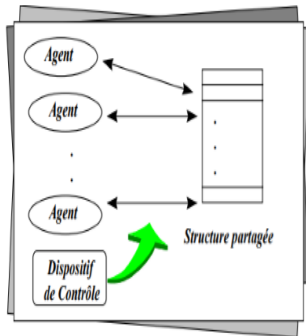 Agent
Agent
.
.
Agent
.
.
.
Structure partagée
Dispositif
de Contrôle